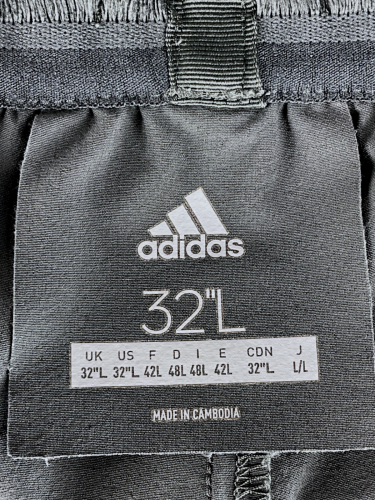 adidas
32"L
UK US F D I E CDN J
32"L 32"L 42L 48L 48L 42L 32"L L/L
MADE IN CAMBODIA